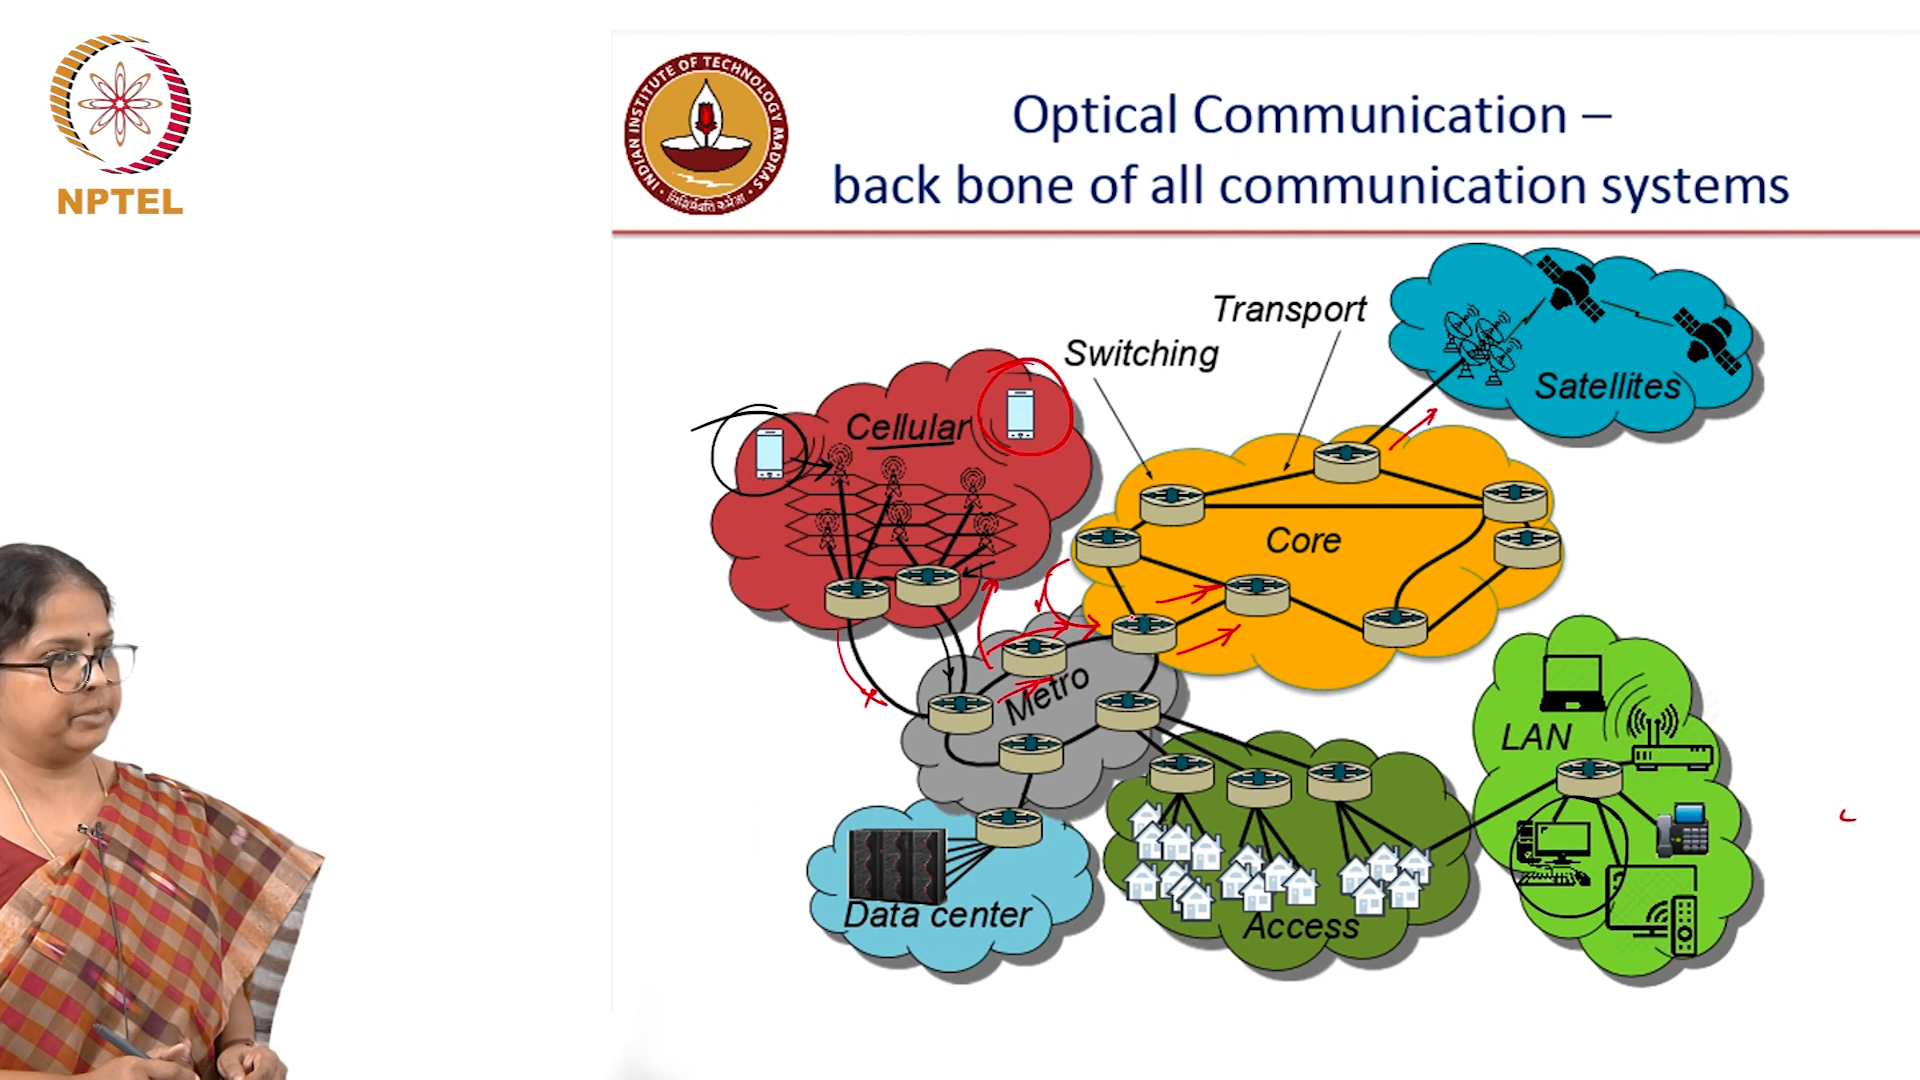 NPTEL
INDIAN INSTITUTE OF TECHNOLOGY MADRAS
Optical Communication –
back bone of all communication systems
Transport
Switching
Satellites
Cellular
Core
Metro
LAN
Data center
Access